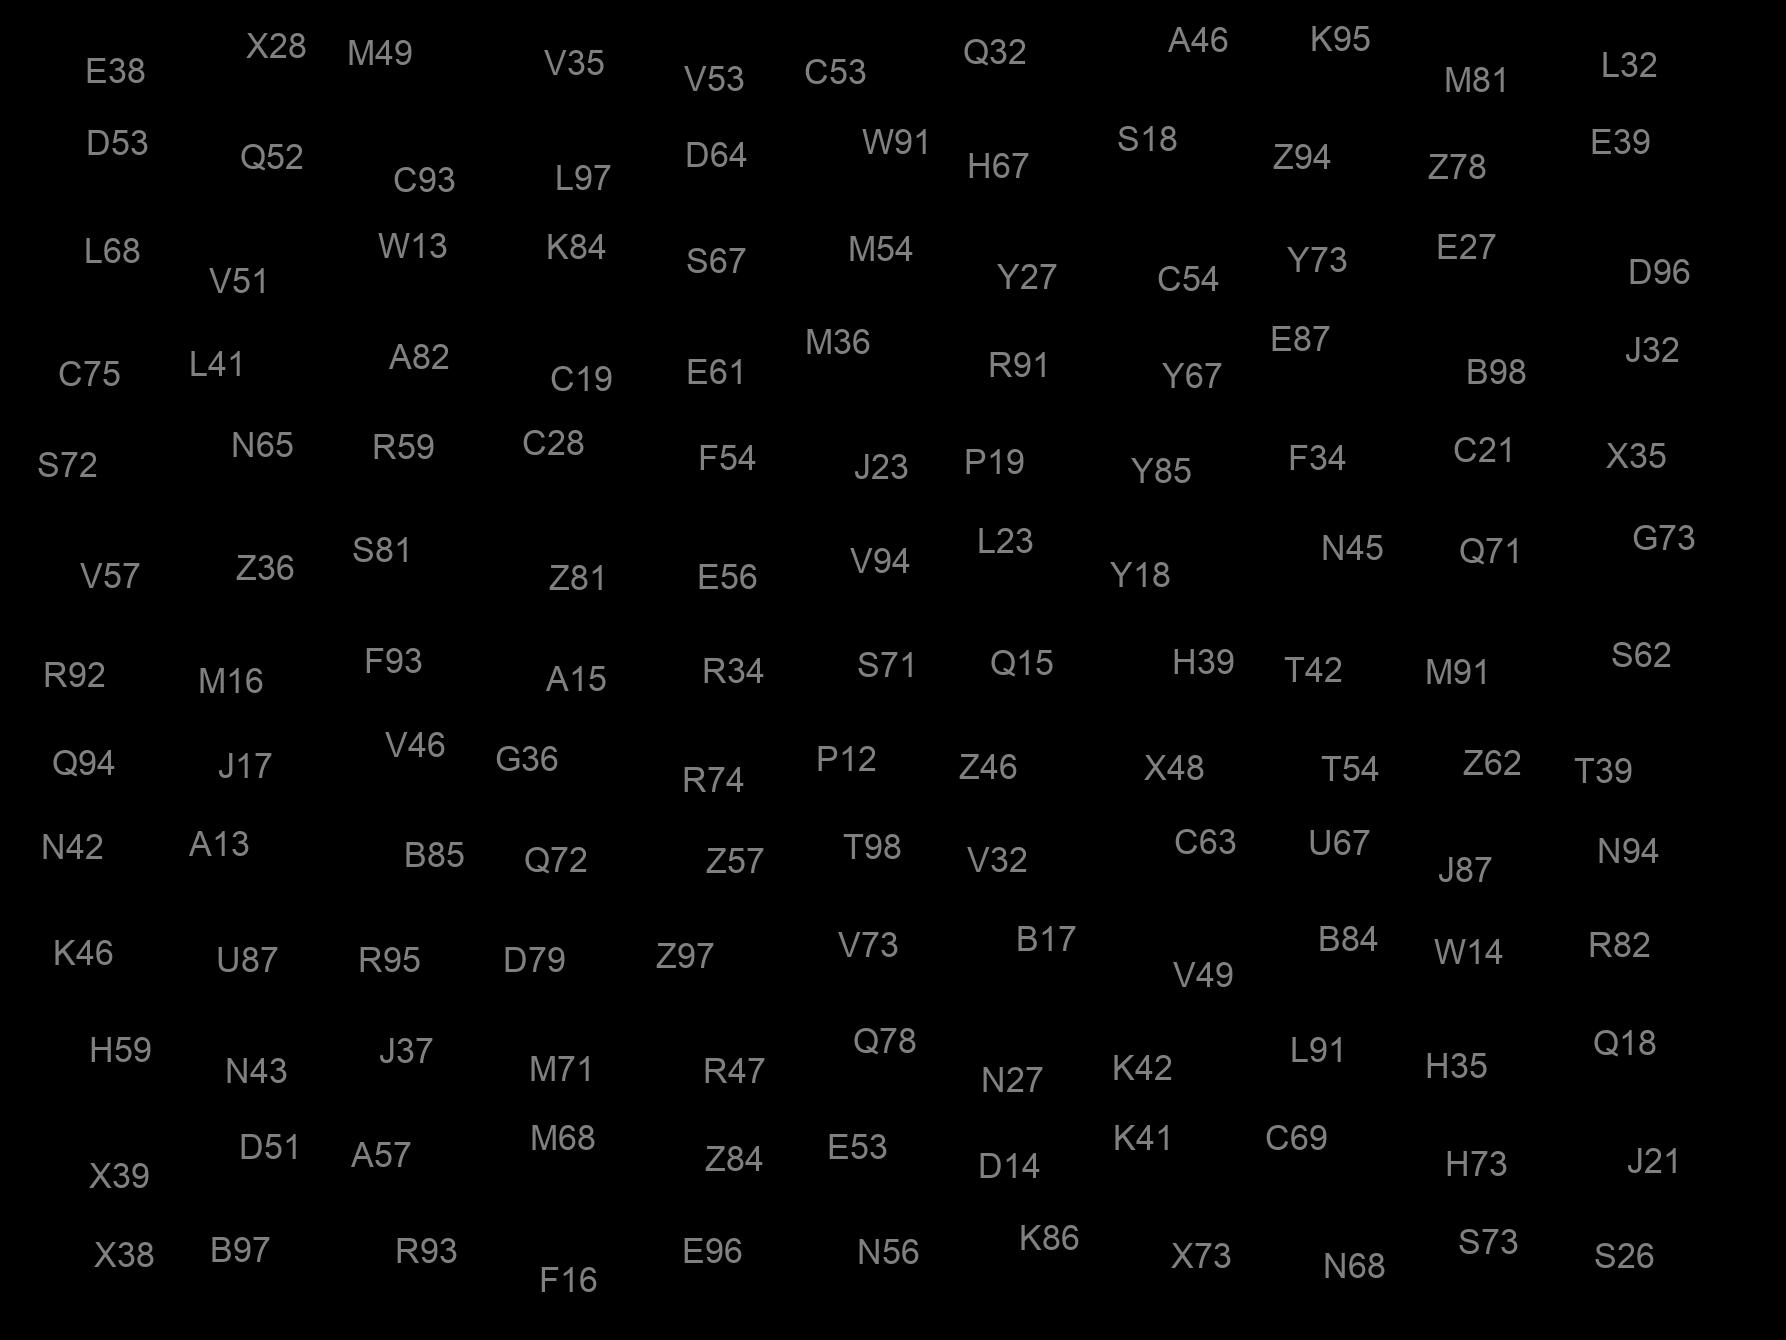 E38 X28 M49 V35 V53 C53 Q32 A46 K95 M81 L32
D53 Q52 C93 L97 D64 W91 H67 S18 Z94 Z78 E39
L68 V51 W13 K84 S67 M54 Y27 C54 Y73 E27 D96
C75 L41 A82 C19 E61 M36 R91 Y67 E87 B98 J32
S72 N65 R59 C28 F54 J23 P19 Y85 F34 C21 X35
V57 Z36 S81 Z81 E56 V94 L23 Y18 N45 Q71 G73
R92 M16 F93 A15 R34 S71 Q15 H39 T42 M91 S62
Q94 J17 V46 G36 R74 P12 Z46 X48 T54 Z62 T39
N42 A13 B85 Q72 Z57 T98 V32 C63 U67 J87 N94
K46 U87 R95 D79 Z97 V73 B17 V49 B84 W14 R82
H59 N43 J37 M71 R47 Q78 N27 K42 L91 H35 Q18
X39 D51 A57 M68 Z84 E53 D14 K41 C69 H73 J21
X38 B97 R93 F16 E96 N56 K86 X73 N68 S73 S26